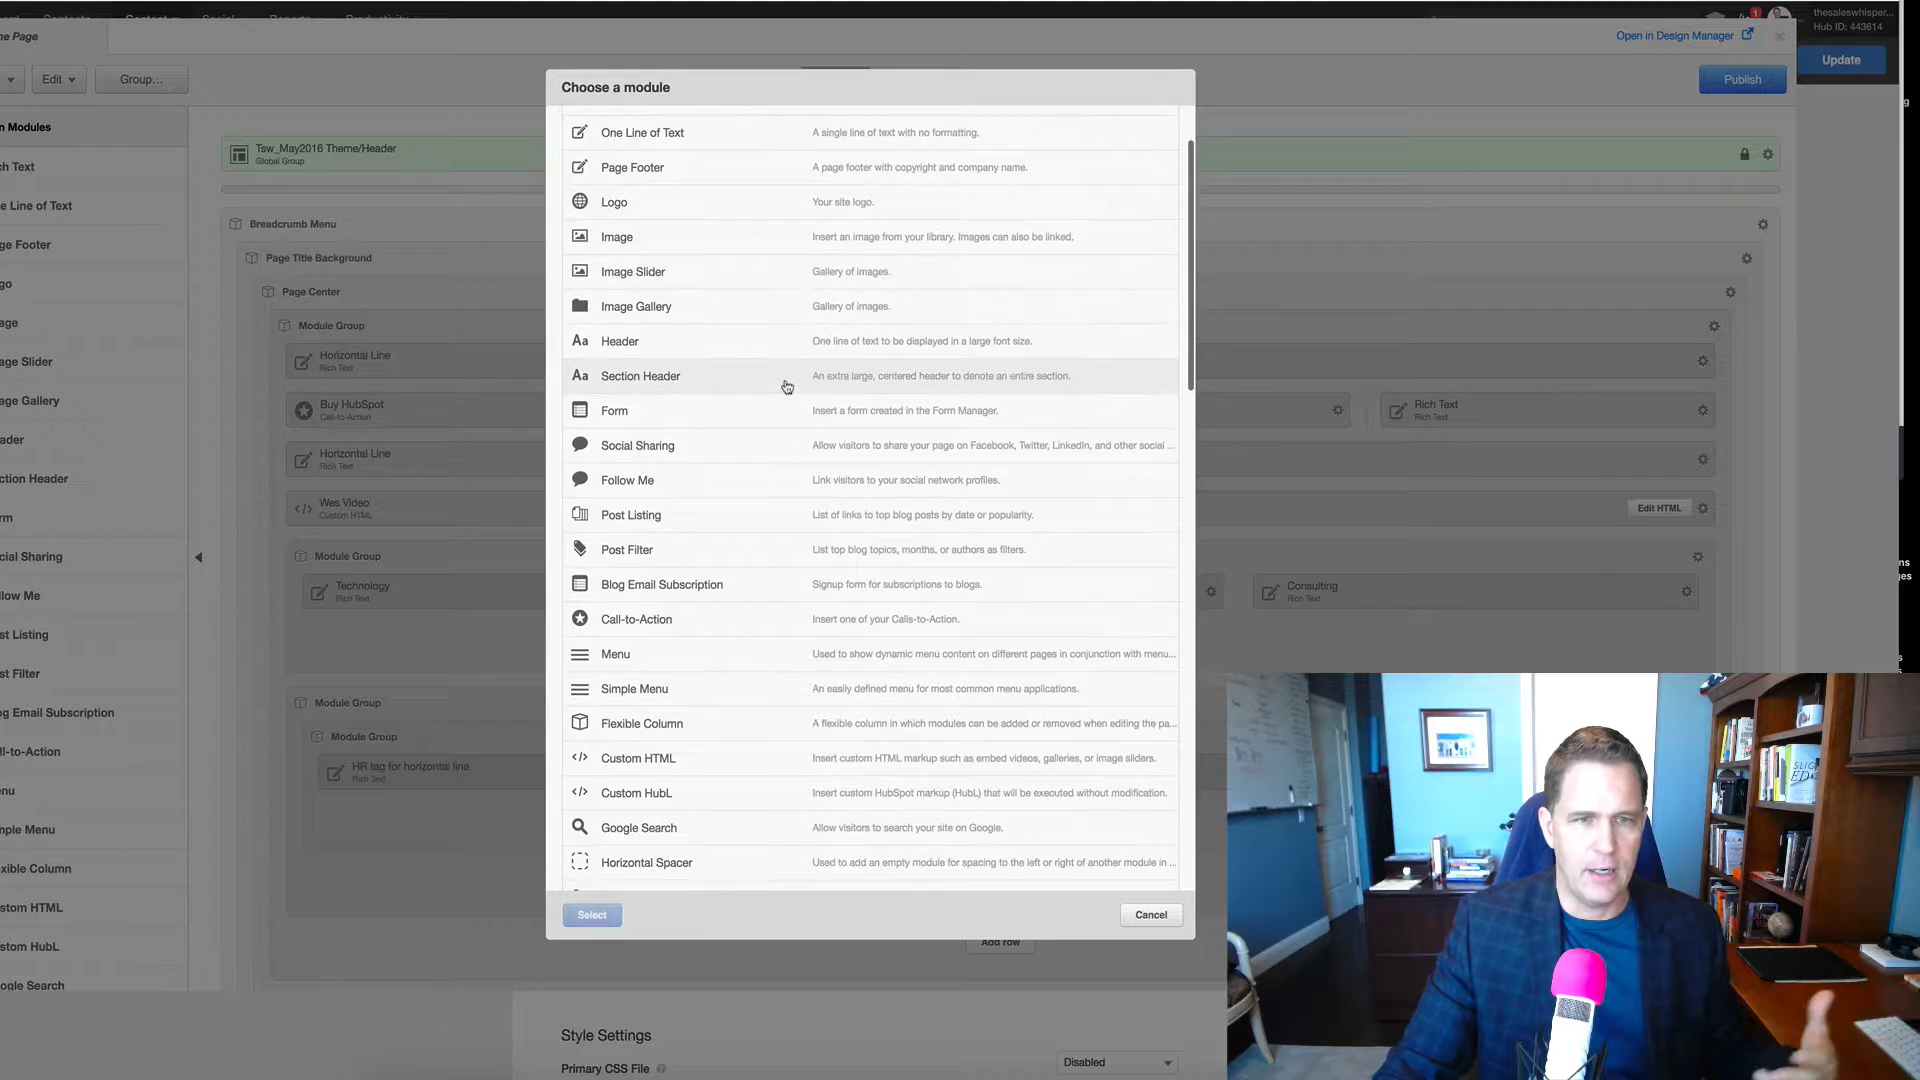 thesaleswhisper...
Hub ID: 443614
1
ne Page
Open in Design Manager
Update
Edit
Group...
Publish
n Modules
ch Text
e Line of Text
ge Footer
go
age
age Slider
age Gallery
ader
ction Header
rm
cial Sharing
llow Me
st Listing
st Filter
og Email Subscription
ll-to-Action
enu
mple Menu
exible Column
stom HTML
stom HubL
ogle Search
Tsw_May2016 Theme/Header
Global Group
Breadcrumb Menu
Page Title Background
Page Center
Module Group
Horizontal Line
Rich Text
Buy HubSpot
Call-to-Action
Horizontal Line
Rich Text
Wes Video
Custom HTML
Module Group
Technology
Rich Text
Module Group
Module Group
HR tag for horizontal line
Rich Text
Choose a module
One Line of Text A single line of text with no formatting.
Page Footer A page footer with copyright and company name.
Logo Your site logo.
Image Insert an image from your library. Images can also be linked.
Image Slider Gallery of images.
Image Gallery Gallery of images.
Header One line of text to be displayed in a large font size.
Section Header An extra large, centered header to denote an entire section.
Form Insert a form created in the Form Manager.
Social Sharing Allow visitors to share your page on Facebook, Twitter, LinkedIn, and other social ...
Follow Me Link visitors to your social network profiles.
Post Listing List of links to top blog posts by date or popularity.
Post Filter List top blog topics, months, or authors as filters.
Blog Email Subscription Signup form for subscriptions to blogs.
Call-to-Action Insert one of your Calls-to-Action.
Menu Used to show dynamic menu content on different pages in conjunction with menu...
Simple Menu An easily defined menu for most common menu applications.
Flexible Column A flexible column in which modules can be added or removed when editing the pa...
Custom HTML Insert custom HTML markup such as embed videos, galleries, or image sliders.
Custom HubL Insert custom HubSpot markup (HubL) that will be executed without modification.
Google Search Allow visitors to search your site on Google.
Horizontal Spacer Used to add an empty module for spacing to the left or right of another module in ...
Select
Cancel
Rich Text
Rich Text
Edit HTML
Consulting
Rich Text
Add row
Style Settings
Primary CSS File
Disabled